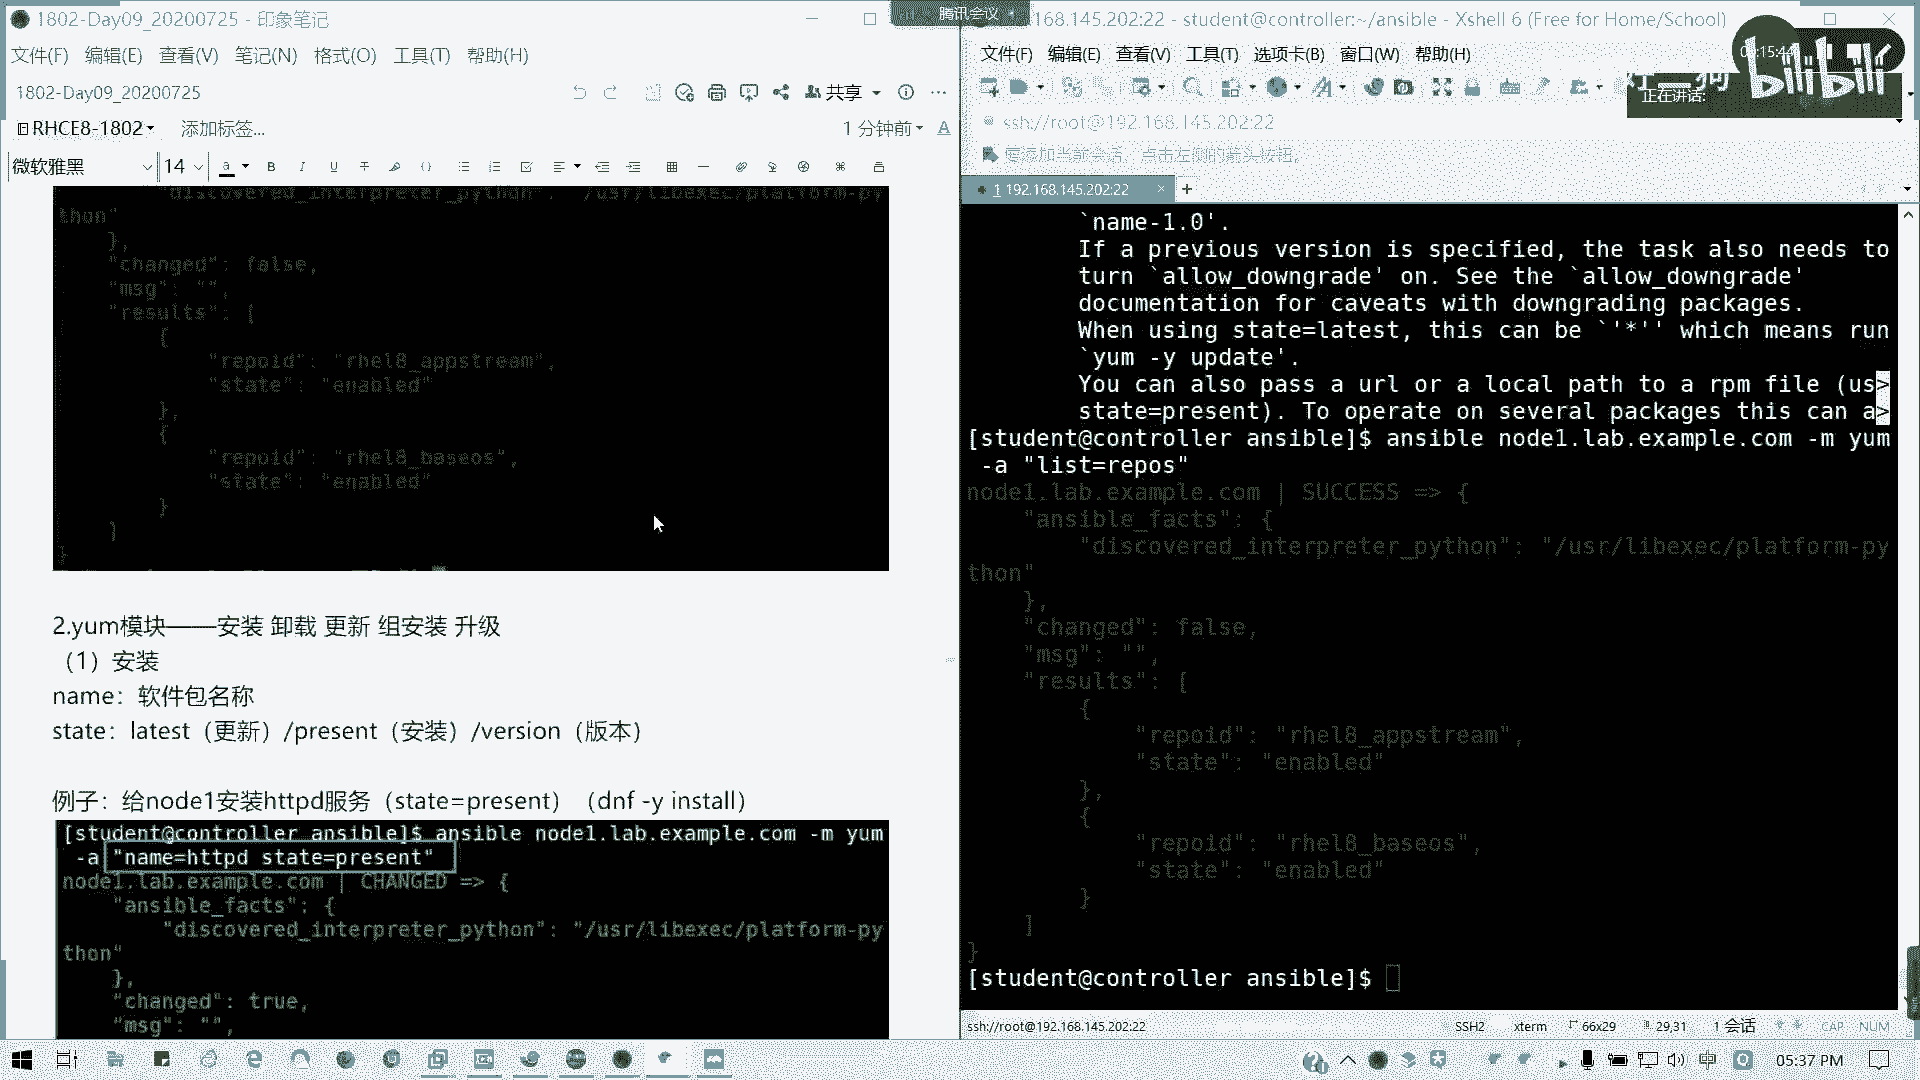 1802-Day09_20200725 - 印象笔记
文件(F) 编辑(E) 查看(V) 笔记(N) 格式(O) 工具(T) 帮助(H)
1802-Day09_20200725
共享
RHCE8-1802
添加标签...
1 分钟前
微软雅黑
14
"discovered_interpreter_python": "/usr/libexec/platform-py
thon"
},
"changed": false,
"msg": "",
"results": [
{
"repoid": "rhel8_appstream",
"state": "enabled"
},
{
"repoid": "rhel8_baseos",
"state": "enabled"
}
]
}
2.yum模块——安装 卸载 更新 组安装 升级
（1）安装
name：软件包名称
state：latest（更新）/present（安装）/version（版本）
例子：给node1安装httpd服务（state=present）（dnf -y install）
[student@controller ansible]$ ansible node1.lab.example.com -m yum
-a "name=httpd state=present"
node1.lab.example.com | CHANGED => {
"ansible_facts": {
"discovered_interpreter_python": "/usr/libexec/platform-py
thon"
},
"changed": true,
"msg": "",
腾讯会议
168.145.202:22 - student@controller:~/ansible - Xshell 6 (Free for Home/School)
文件(F) 编辑(E) 查看(V) 工具(T) 选项卡(B) 窗口(W) 帮助(H)
bilibili
正在讲话:
ssh://root@192.168.145.202:22
要添加当前会话，点击左侧的箭头按钮。
1 192.168.145.202:22
`name-1.0'.
If a previous version is specified, the task also needs to
turn `allow_downgrade' on. See the `allow_downgrade'
documentation for caveats with downgrading packages.
When using state=latest, this can be `'*'' which means run
`yum -y update'.
You can also pass a url or a local path to a rpm file (us>
state=present). To operate on several packages this can a>
[student@controller ansible]$ ansible node1.lab.example.com -m yum
-a "list=repos"
node1.lab.example.com | SUCCESS => {
"ansible_facts": {
"discovered_interpreter_python": "/usr/libexec/platform-py
thon"
},
"changed": false,
"msg": "",
"results": [
{
"repoid": "rhel8_appstream",
"state": "enabled"
},
{
"repoid": "rhel8_baseos",
"state": "enabled"
}
]
}
[student@controller ansible]$
ssh://root@192.168.145.202:22
SSH2
xterm
66x29
29,31
1 会话
CAP NUM
中
05:37 PM